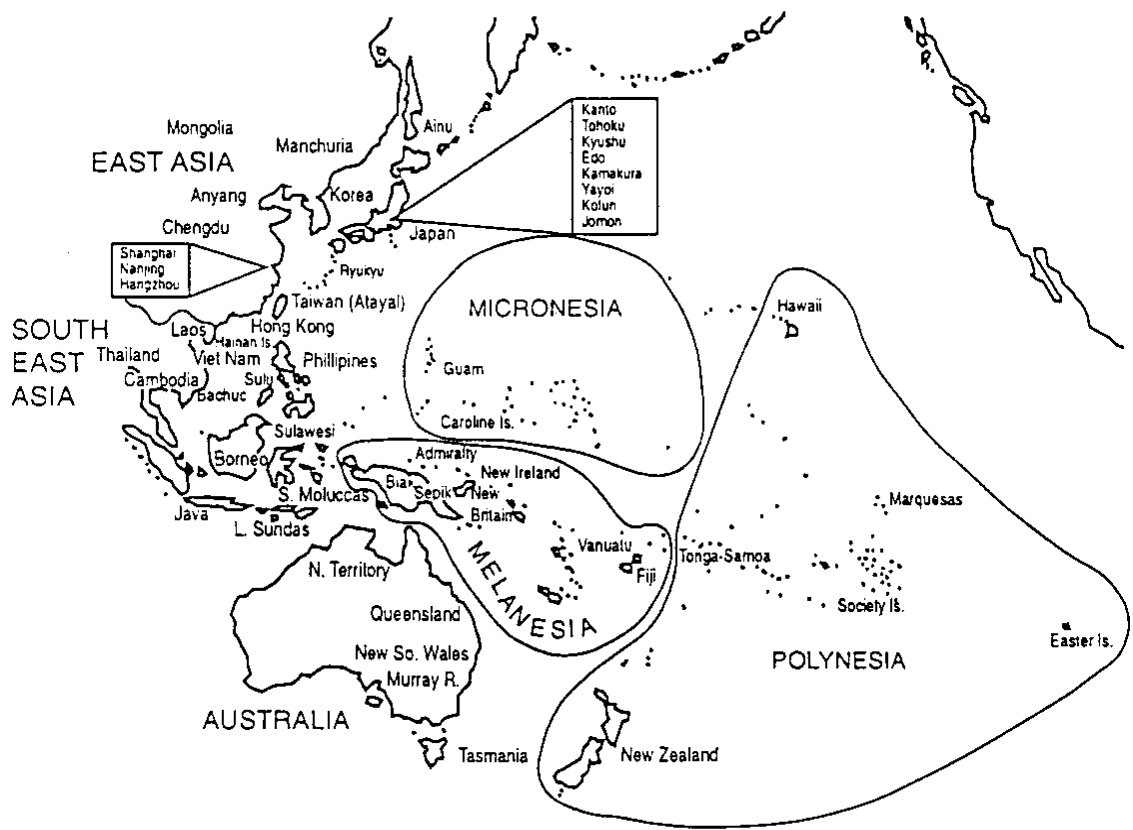 Kanto
Tohoku
Kyushu
Edo
Kamakura
Yayoi
Kofun
Jomon
Mongolia
Ainu
Manchuria
EAST ASIA
Anyang
Korea
Chengdu
Japan
Shanghai
Nanjing
Hangzhou
Ryukyu
Taiwan (Atayal)
MICRONESIA
Hawaii
SOUTH
EAST
ASIA
Laos
Hong Kong
Hainan Is.
Thailand
Viet Nam
Phillipines
Guam
Cambodia
Sulu
Bachuc
Caroline Is.
Sulawesi
Borneo
Admiralty
New Ireland
Biak
Sepik
New
Britain
S. Moluccas
Java
L. Sundas
Marquesas
Vanuatu
Tonga-Samoa
Fiji
MELANESIA
N. Territory
Society Is.
Queensland
Easter Is.
New So. Wales
POLYNESIA
Murray R.
AUSTRALIA
Tasmania
New Zealand